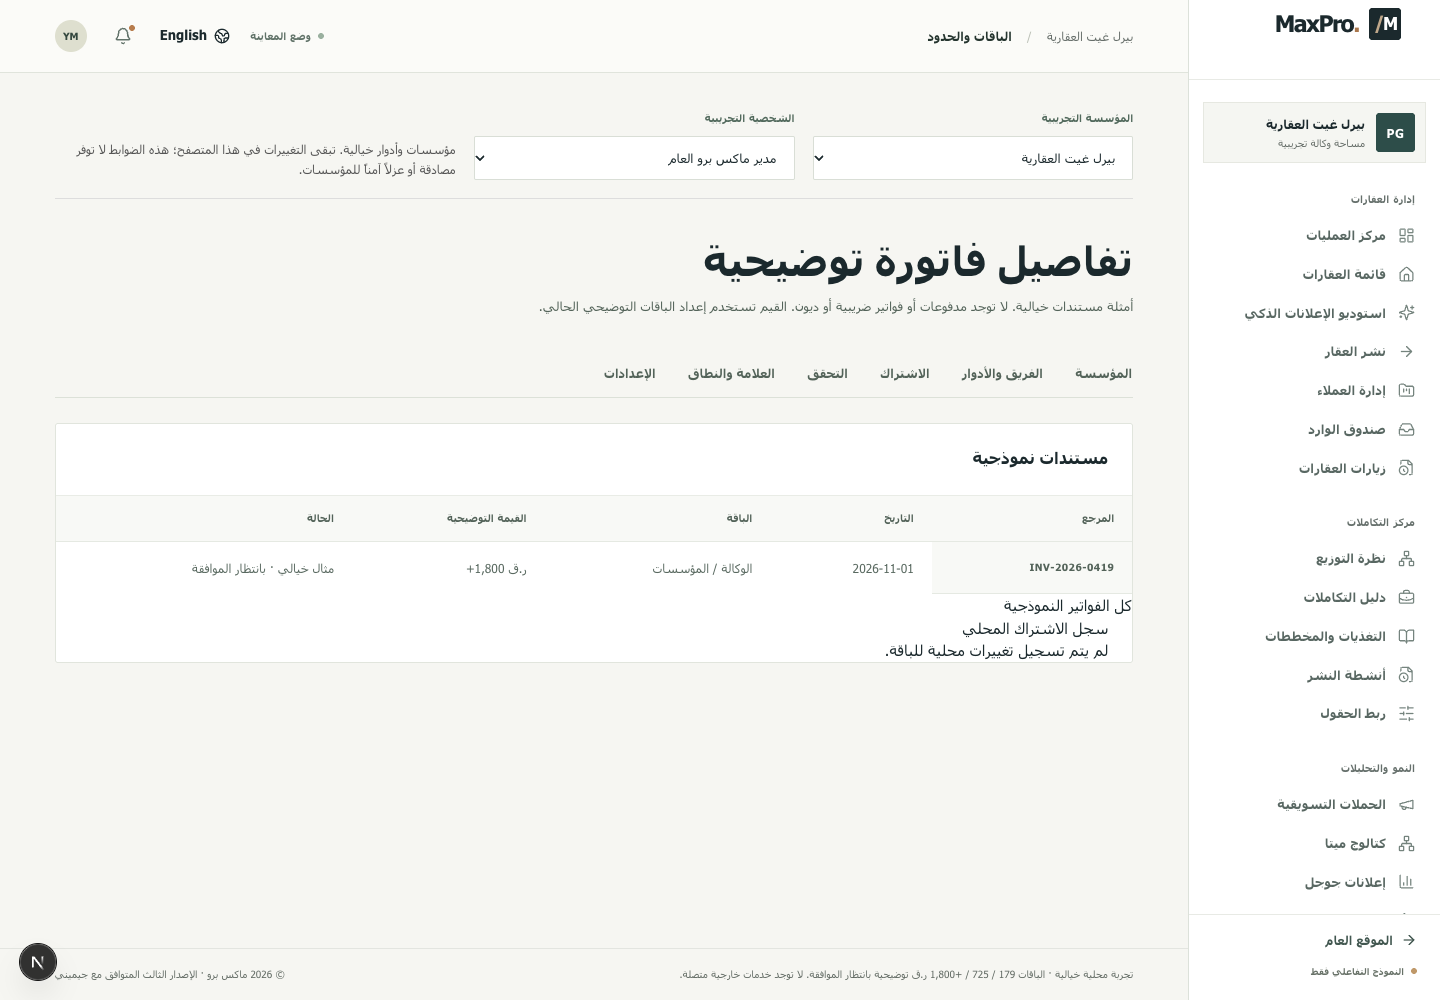 MaxPro. /M
بيرل غيت العقارية / الباقات والحدود
وضع المعاينة
English
YM
PG
بيرل غيت العقارية
مساحة وكالة تجريبية
إدارة العقارات
مركز العمليات
قائمة العقارات
استوديو الإعلانات الذكي
نشر العقار
إدارة العملاء
صندوق الوارد
زيارات العقارات
مركز التكاملات
نظرة التوزيع
دليل التكاملات
التغذيات والمخططات
أنشطة النشر
ربط الحقول
النمو والتحليلات
الحملات التسويقية
كتالوج ميتا
إعلانات جوجل
الموقع العام
النموذج التفاعلي فقط
المؤسسة التجريبية
بيرل غيت العقارية
الشخصية التجريبية
مدير ماكس برو العام
مؤسسات وأدوار خيالية. تبقى التغييرات في هذا المتصفح؛ هذه الضوابط لا توفر
مصادقة أو عزلاً آمناً للمؤسسات.
تفاصيل فاتورة توضيحية
أمثلة مستندات خيالية. لا توجد مدفوعات أو فواتير ضريبية أو ديون. القيم تستخدم إعداد الباقات التوضيحي الحالي.
المؤسسة الفريق والأدوار الاشتراك التحقق العلامة والنطاق الإعدادات
مستندات نموذجية
المرجع التاريخ الباقة القيمة التوضيحية الحالة
INV-2026-0419 2026-11-01 الوكالة / المؤسسات ر.ق 1,800+ مثال خيالي · بانتظار الموافقة
كل الفواتير النموذجية
سجل الاشتراك المحلي
لم يتم تسجيل تغييرات محلية للباقة.
تجربة محلية خيالية · الباقات 179 / 725 / 1,800+ ر.ق توضيحية بانتظار الموافقة. لا توجد خدمات خارجية متصلة.
© 2026 ماكس برو · الإصدار الثالث المتوافق مع جيميني
N